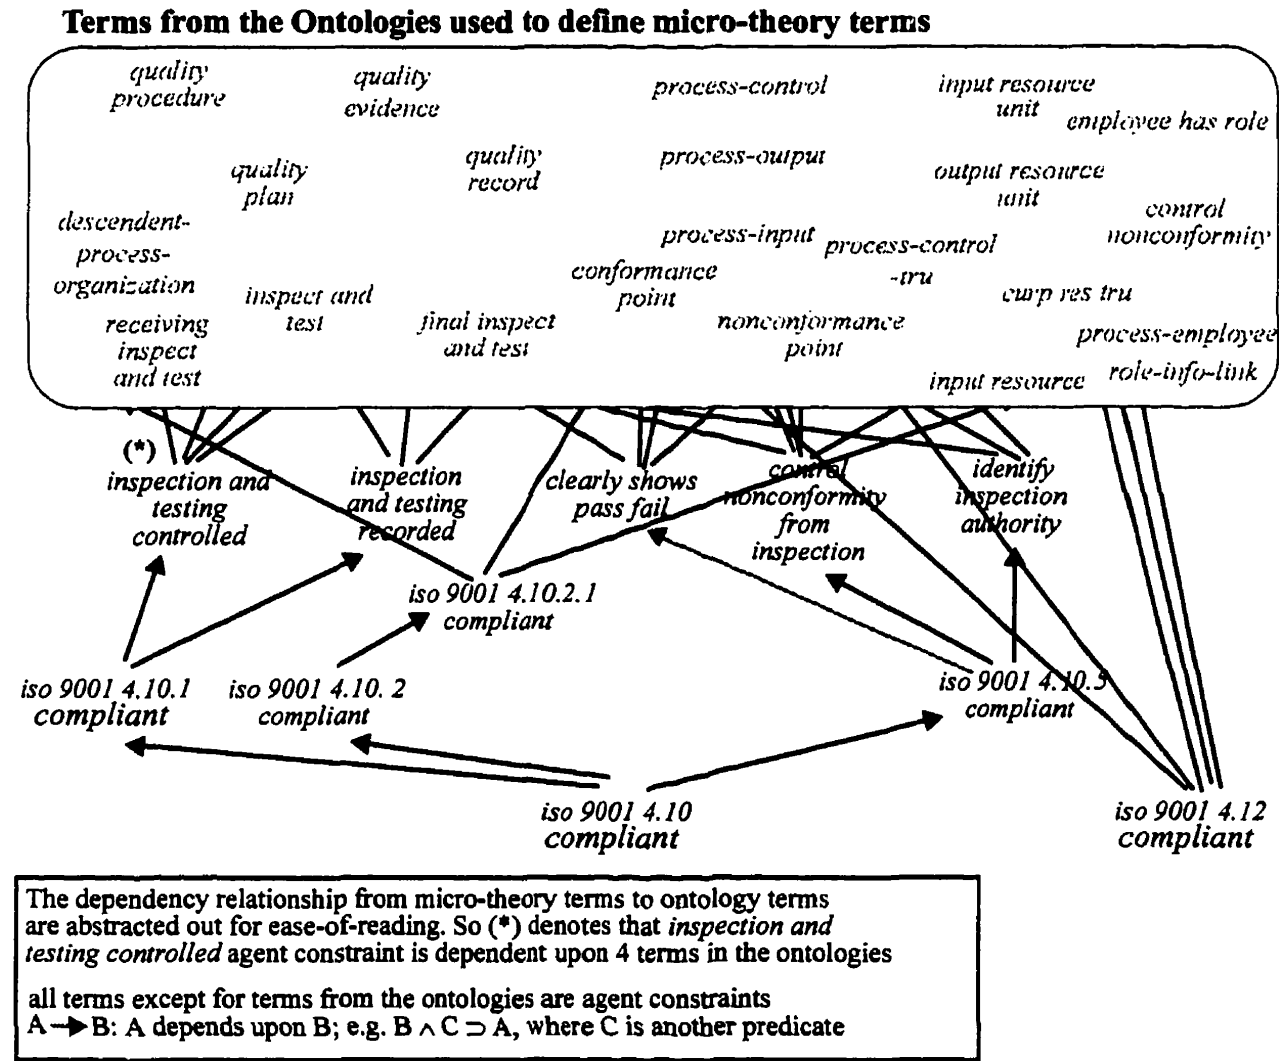 Terms from the Ontologies used to define micro-theory terms
quality
procedure
quality
evidence
process-control
input resource
unit
employee has role
quality
plan
quality
record
process-output
output resource
unit
descendent-
process-
organization
process-input
process-control
-tru
control
nonconformity
inspect and
test
conformance
point
receiving
inspect
and test
final inspect
and test
nonconformance
point
process-employee
input resource
role-info-link
(*)
inspection and
testing
controlled
inspection
and testing
recorded
clearly shows
pass fail
control
nonconformity
from
inspection
identify
inspection
authority
iso 9001 4.10.2.1
compliant
iso 9001 4.10.1
compliant
iso 9001 4.10. 2
compliant
iso 9001 4.10.5
compliant
iso 9001 4.10
compliant
iso 9001 4.12
compliant
The dependency relationship from micro-theory terms to ontology terms
are abstracted out for ease-of-reading. So (*) denotes that inspection and
testing controlled agent constraint is dependent upon 4 terms in the ontologies
all terms except for terms from the ontologies are agent constraints
A → B: A depends upon B; e.g. B ∧ C ⊃ A, where C is another predicate